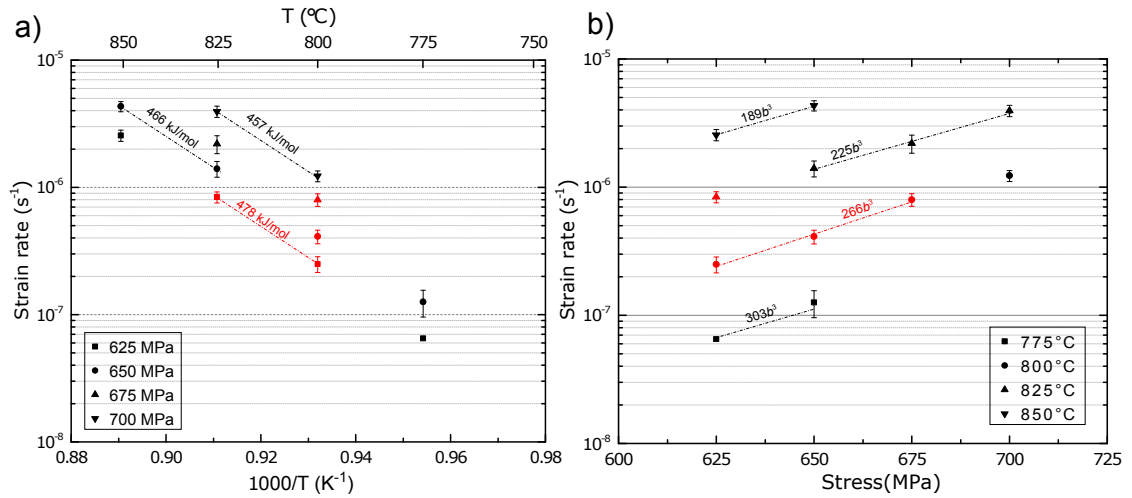 a)
T (℃)
850 825 800 775 750
Strain rate (s⁻¹)
10⁻⁵
10⁻⁶
10⁻⁷
10⁻⁸
466 kJ/mol
457 kJ/mol
478 kJ/mol
625 MPa
650 MPa
675 MPa
700 MPa
0.88 0.90 0.92 0.94 0.96 0.98
1000/T (K⁻¹)
b)
Strain rate (s⁻¹)
10⁻⁵
10⁻⁶
10⁻⁷
10⁻⁸
189b³
225b³
266b³
303b³
775°C
800°C
825°C
850°C
600 625 650 675 700 725
Stress(MPa)